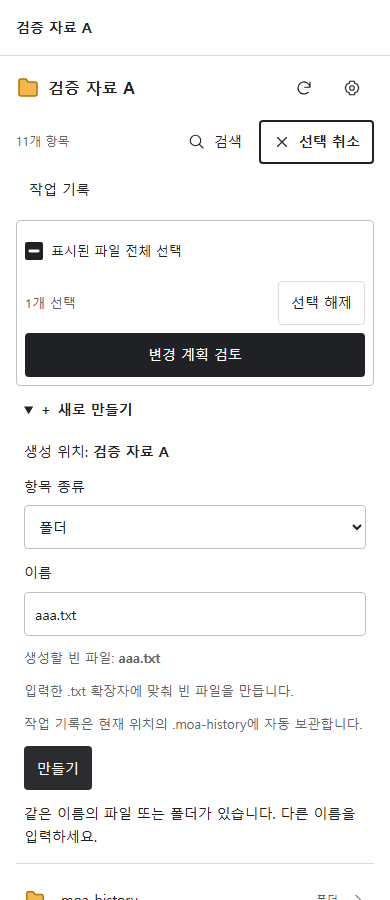 검증 자료 A
검증 자료 A
11개 항목
검색
선택 취소
작업 기록
표시된 파일 전체 선택
1개 선택
선택 해제
변경 계획 검토
▼ + 새로 만들기
생성 위치: 검증 자료 A
항목 종류
폴더
이름
aaa.txt
생성할 빈 파일: aaa.txt
입력한 .txt 확장자에 맞춰 빈 파일을 만듭니다.
작업 기록은 현재 위치의 .moa-history에 자동 보관합니다.
만들기
같은 이름의 파일 또는 폴더가 있습니다. 다른 이름을
입력하세요.
.moa-history
폴더